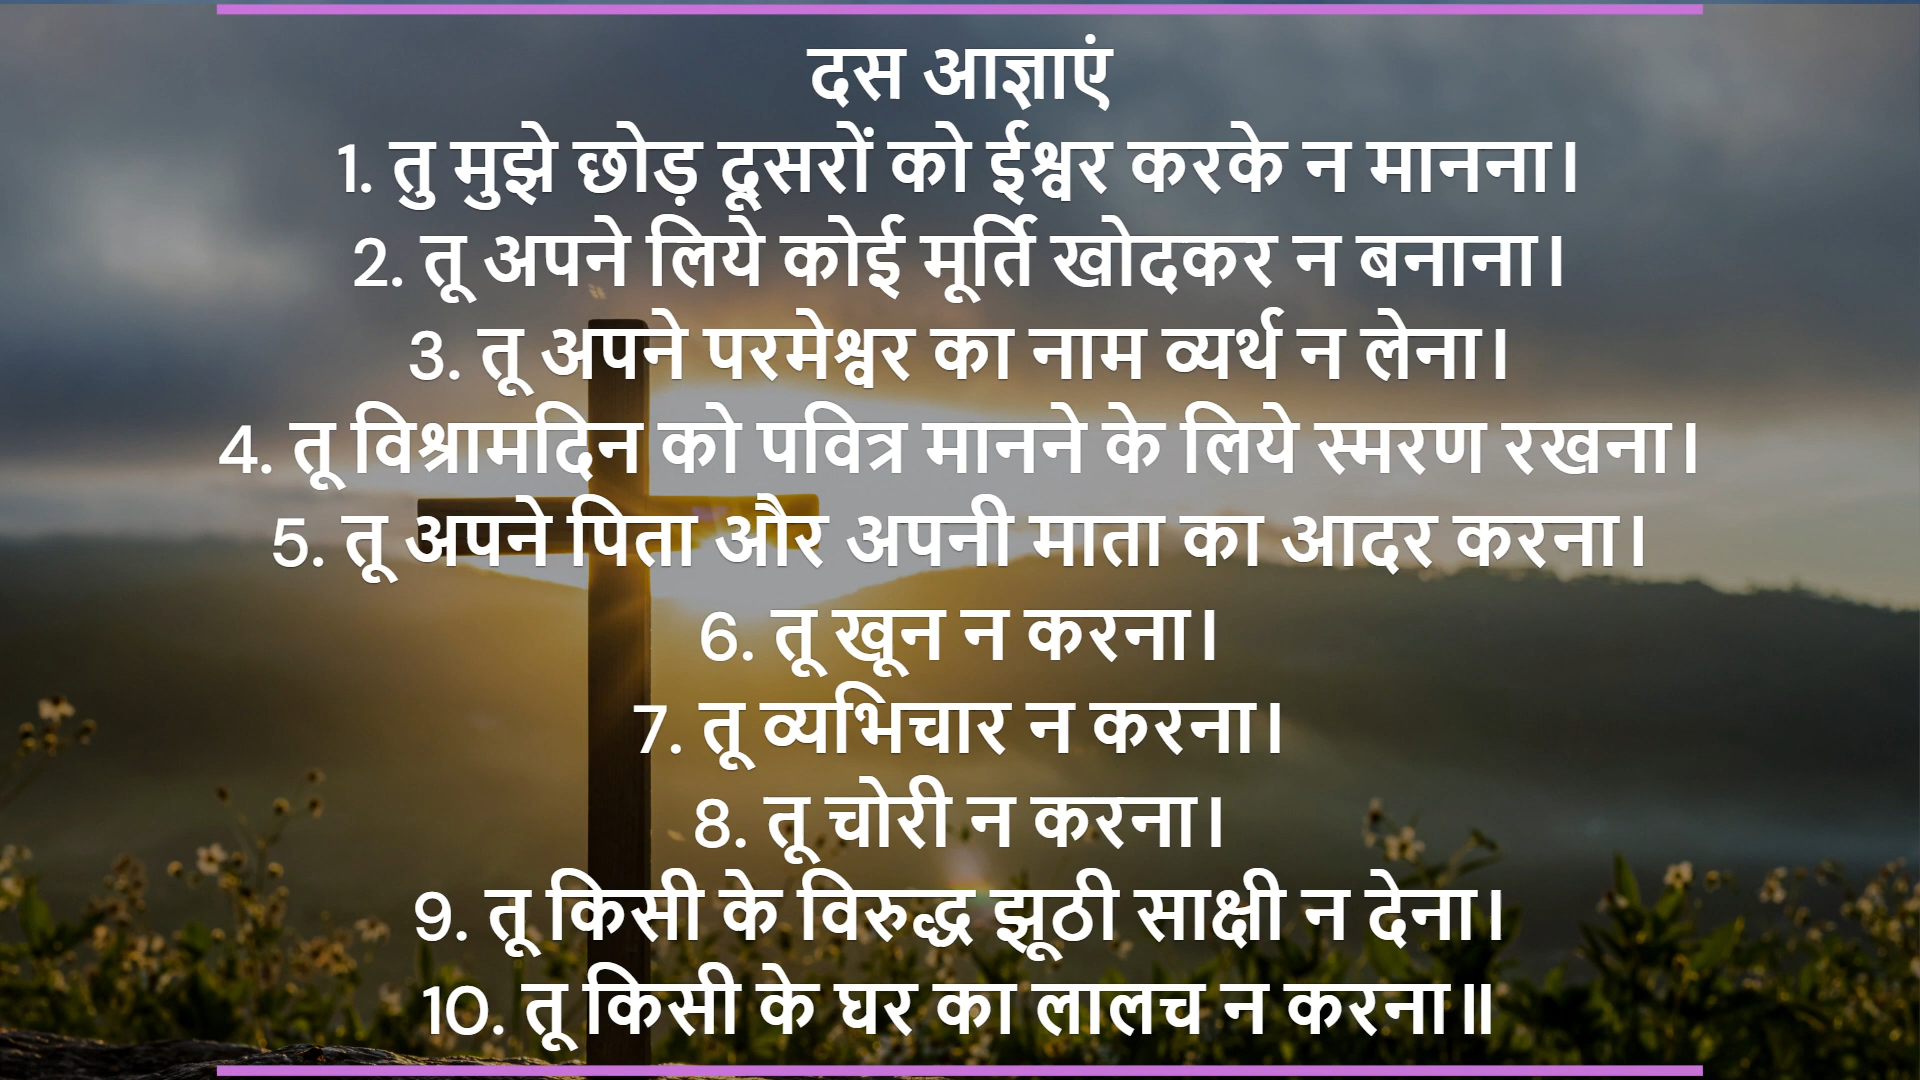 दस आज्ञाएं
1. तु मुझे छोड़ दूसरों को ईश्वर करके न मानना।
2. तू अपने लिये कोई मूर्ति खोदकर न बनाना।
3. तू अपने परमेश्वर का नाम व्यर्थ न लेना।
4. तू विश्रामदिन को पवित्र मानने के लिये स्मरण रखना।
5. तू अपने पिता और अपनी माता का आदर करना।
6. तू खून न करना।
7. तू व्यभिचार न करना।
8. तू चोरी न करना।
9. तू किसी के विरुद्ध झूठी साक्षी न देना।
10. तू किसी के घर का लालच न करना॥